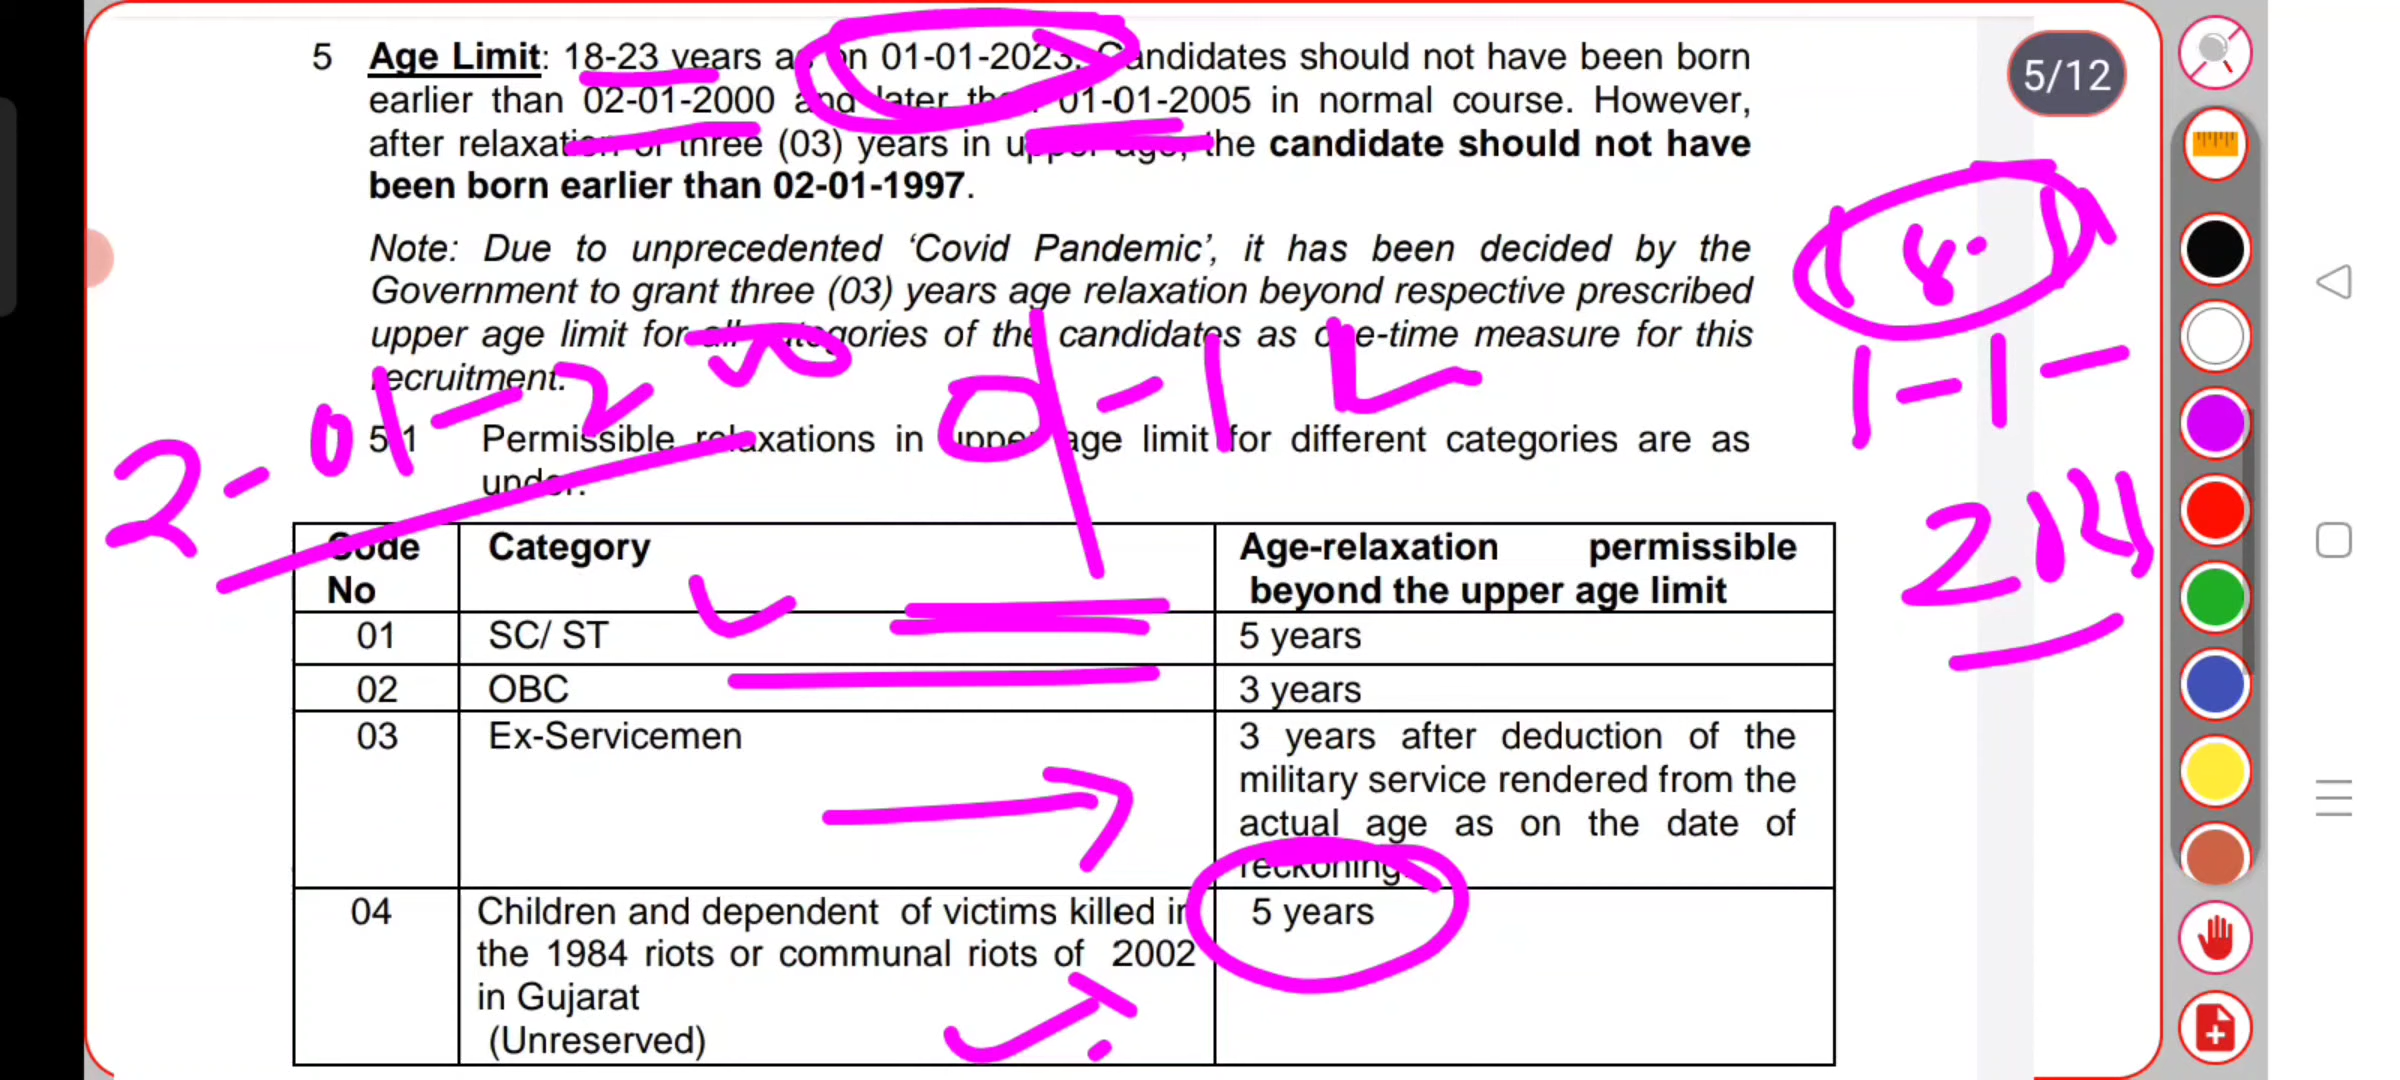 5 Age Limit: 18-23 years as on 01-01-2023. Candidates should not have been born
earlier than 02-01-2000 and later than 01-01-2005 in normal course. However,
after relaxation of three (03) years in upper age, the candidate should not have
been born earlier than 02-01-1997.
Note: Due to unprecedented ‘Covid Pandemic’, it has been decided by the
Government to grant three (03) years age relaxation beyond respective prescribed
upper age limit for all categories of the candidates as one-time measure for this
recruitment.
5.1 Permissible relaxations in upper age limit for different categories are as
under:
Code No Category Age-relaxation permissible
beyond the upper age limit
01 SC/ ST 5 years
02 OBC 3 years
03 Ex-Servicemen 3 years after deduction of the
military service rendered from the
actual age as on the date of
reckoning.
04 Children and dependent of victims killed in 5 years
the 1984 riots or communal riots of 2002
in Gujarat
(Unreserved)
5/12
2-01-2
1-1-